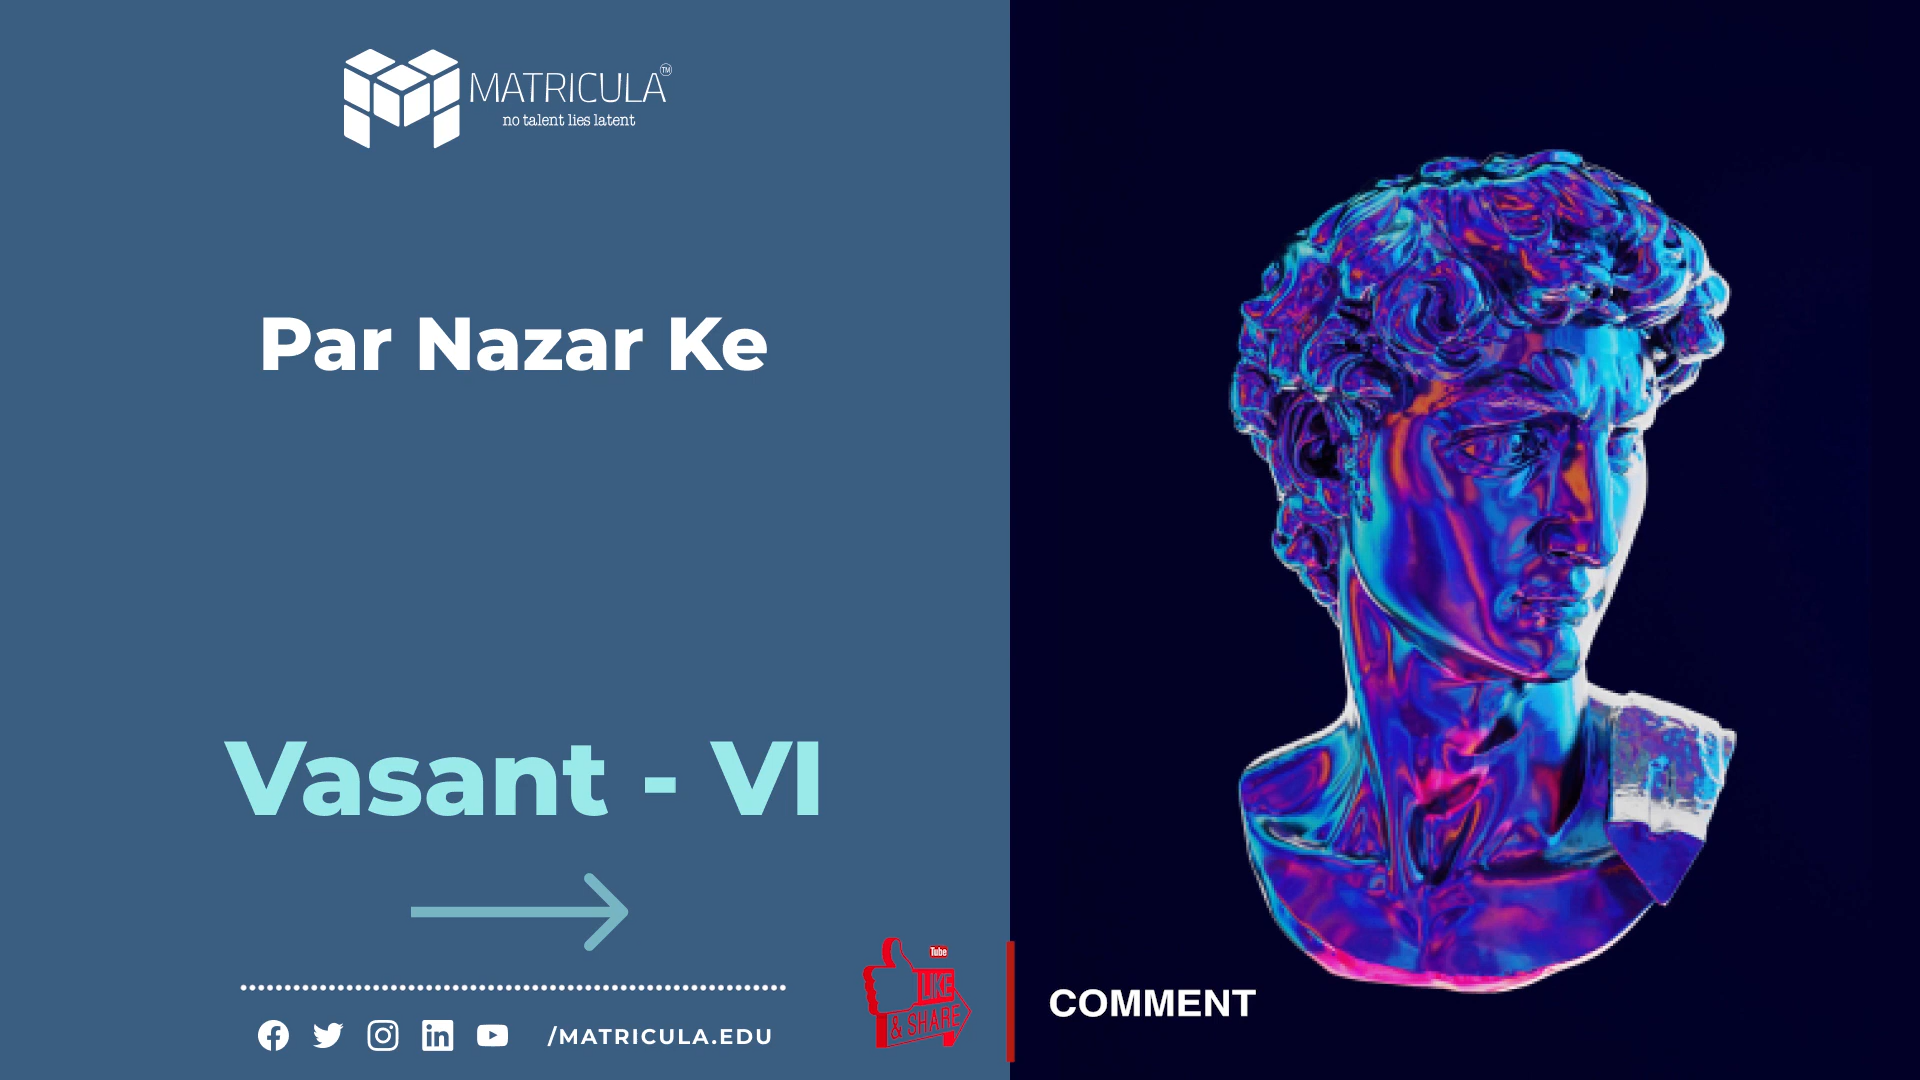 MATRICULA™
no talent lies latent
Par Nazar Ke
Vasant - VI
Tube
LIKE
& SHARE
COMMENT
/MATRICULA.EDU